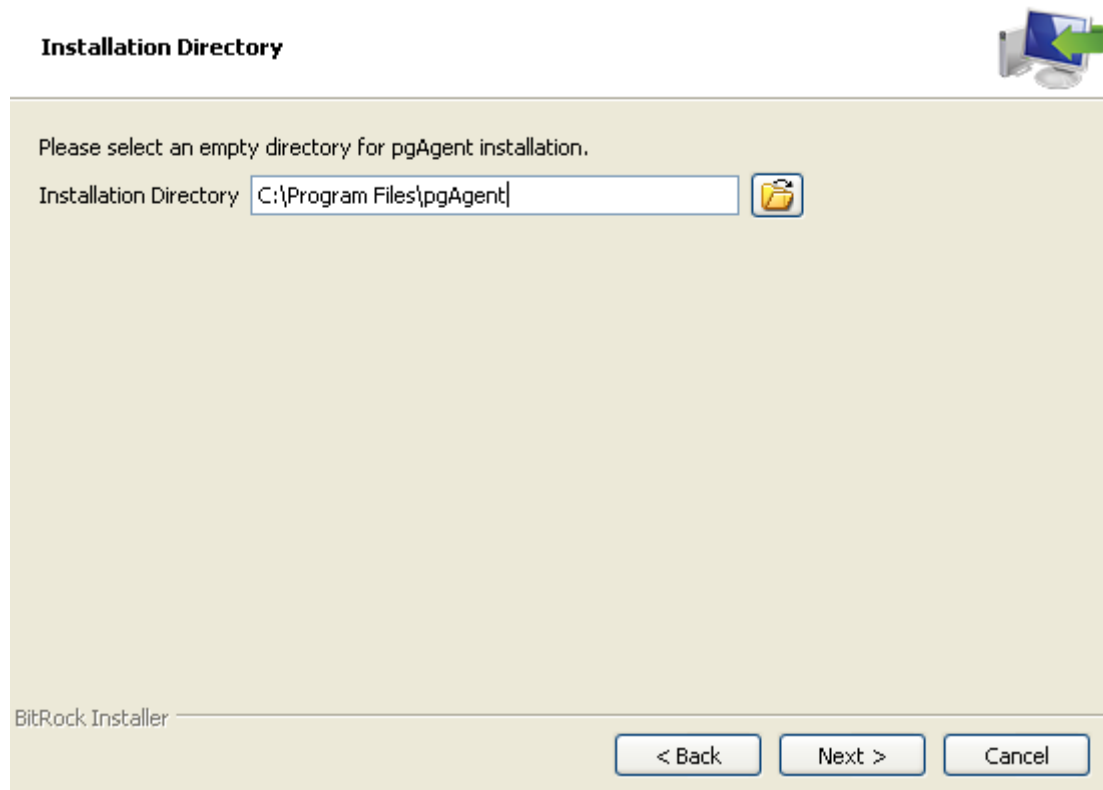 Installation Directory
Please select an empty directory for pgAgent installation.
Installation Directory C:\Program Files\pgAgent
BitRock Installer
< Back Next > Cancel